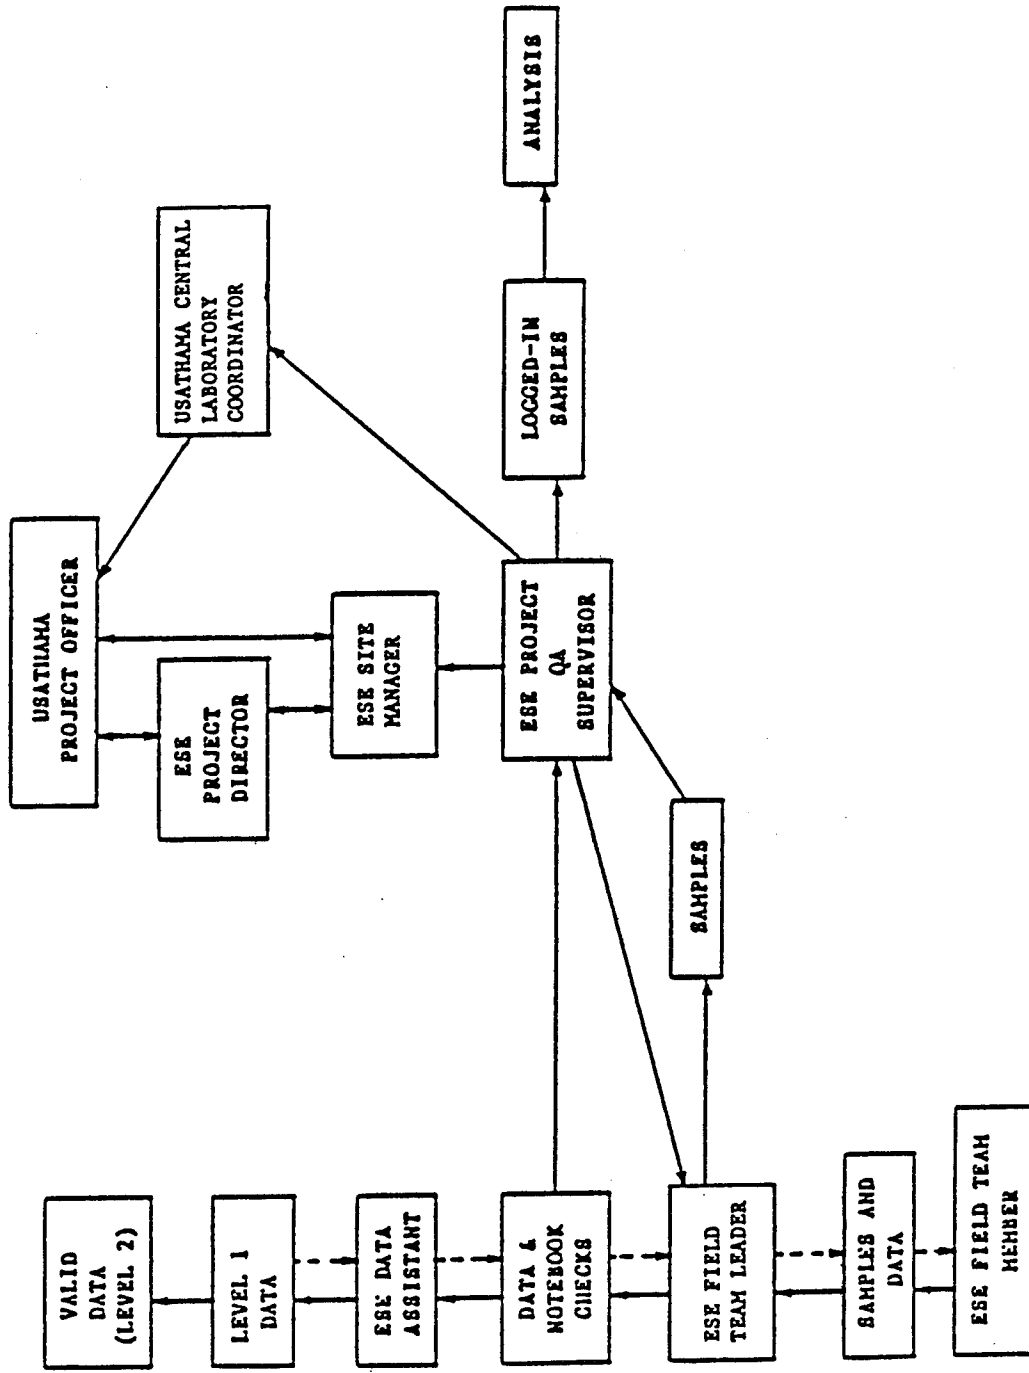 VALID
DATA
(LEVEL 2)
LEVEL 1
DATA
ESE DATA
ASSISTANT
DATA &
NOTEBOOK
CHECKS
ESE FIELD
TEAM LEADER
SAMPLES AND
DATA
ESE FIELD TEAM
MEMBER
SAMPLES
USATHAMA
PROJECT OFFICER
ESE
PROJECT
DIRECTOR
ESE SITE
MANAGER
ESE PROJECT
QA
SUPERVISOR
USATHAMA CENTRAL
LABORATORY
COORDINATOR
LOGGED-IN
SAMPLES
ANALYSIS